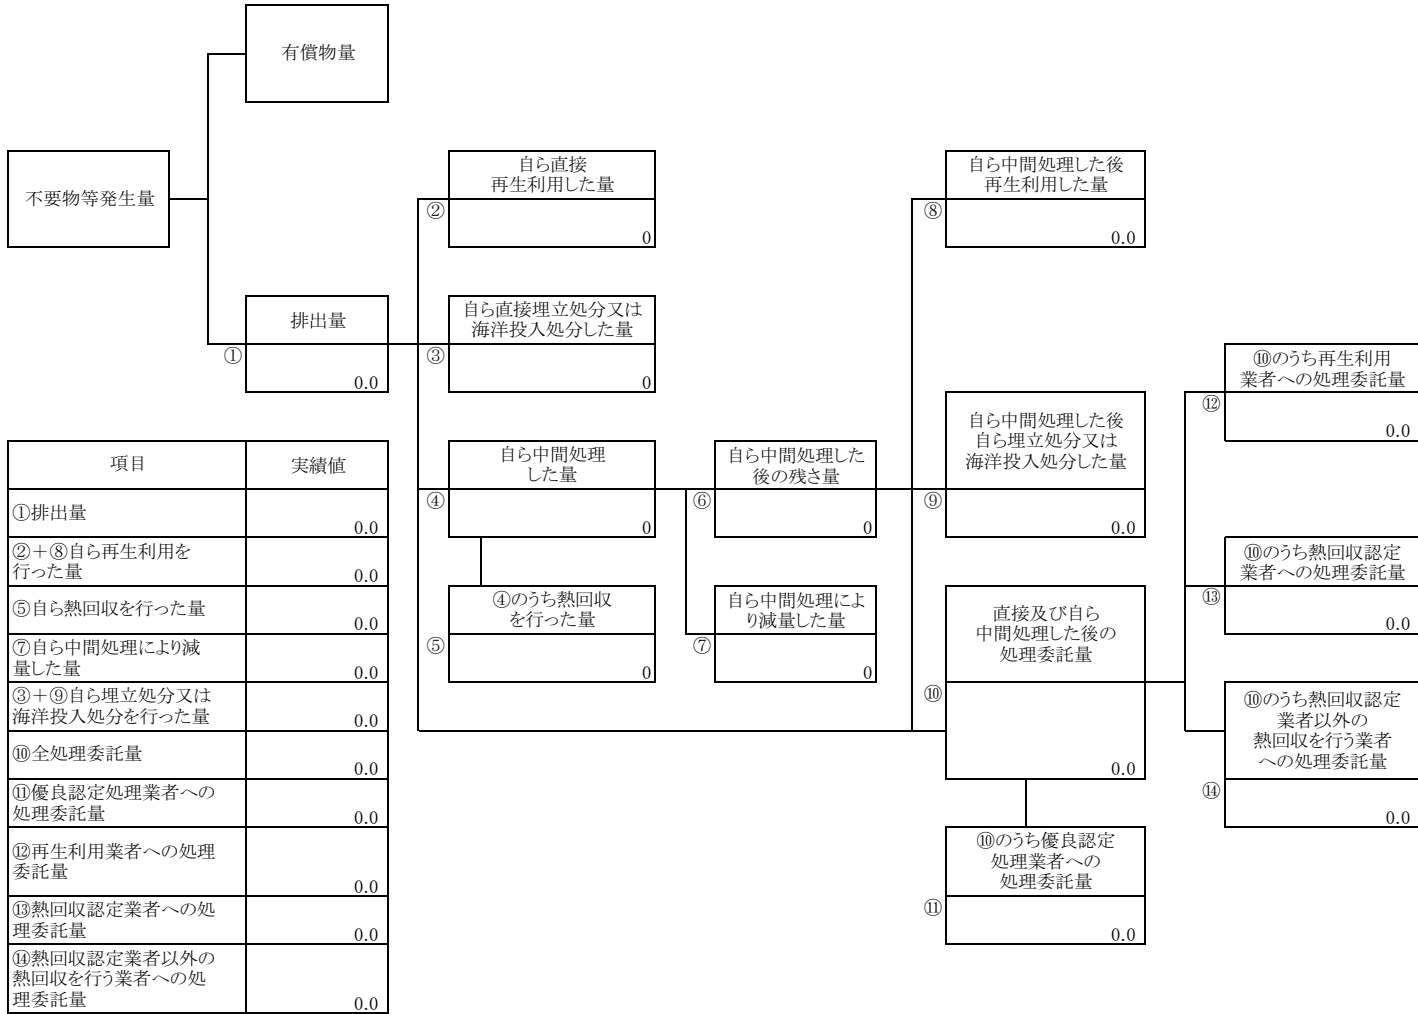 有償物量
不要物等発生量
自ら直接
再生利用した量
②
0
自ら中間処理した後
再生利用した量
⑧
0.0
排出量
①
0.0
自ら直接埋立処分又は
海洋投入処分した量
③
0
⑩のうち再生利用
業者への処理委託量
⑫
0.0
自ら中間処理
した量
④
0
自ら中間処理した
後の残さ量
⑥
0
自ら中間処理した後
自ら埋立処分又は
海洋投入処分した量
⑨
0.0
⑩のうち熱回収認定
業者への処理委託量
⑬
0.0
④のうち熱回収
を行った量
⑤
0
自ら中間処理によ
り減量した量
⑦
0
直接及び自ら
中間処理した後の
処理委託量
⑩
0.0
⑩のうち熱回収認定
業者以外の
熱回収を行う業者
への処理委託量
⑭
0.0
⑩のうち優良認定
処理業者への
処理委託量
⑪
0.0
項目
実績値
①排出量
0.0
②＋⑧自ら再生利用を
行った量
0.0
⑤自ら熱回収を行った量
0.0
⑦自ら中間処理により減
量した量
0.0
③＋⑨自ら埋立処分又は
海洋投入処分を行った量
0.0
⑩全処理委託量
0.0
⑪優良認定処理業者への
処理委託量
0.0
⑫再生利用業者への処理
委託量
0.0
⑬熱回収認定業者への処
理委託量
0.0
⑭熱回収認定業者以外の
熱回収を行う業者への処
理委託量
0.0